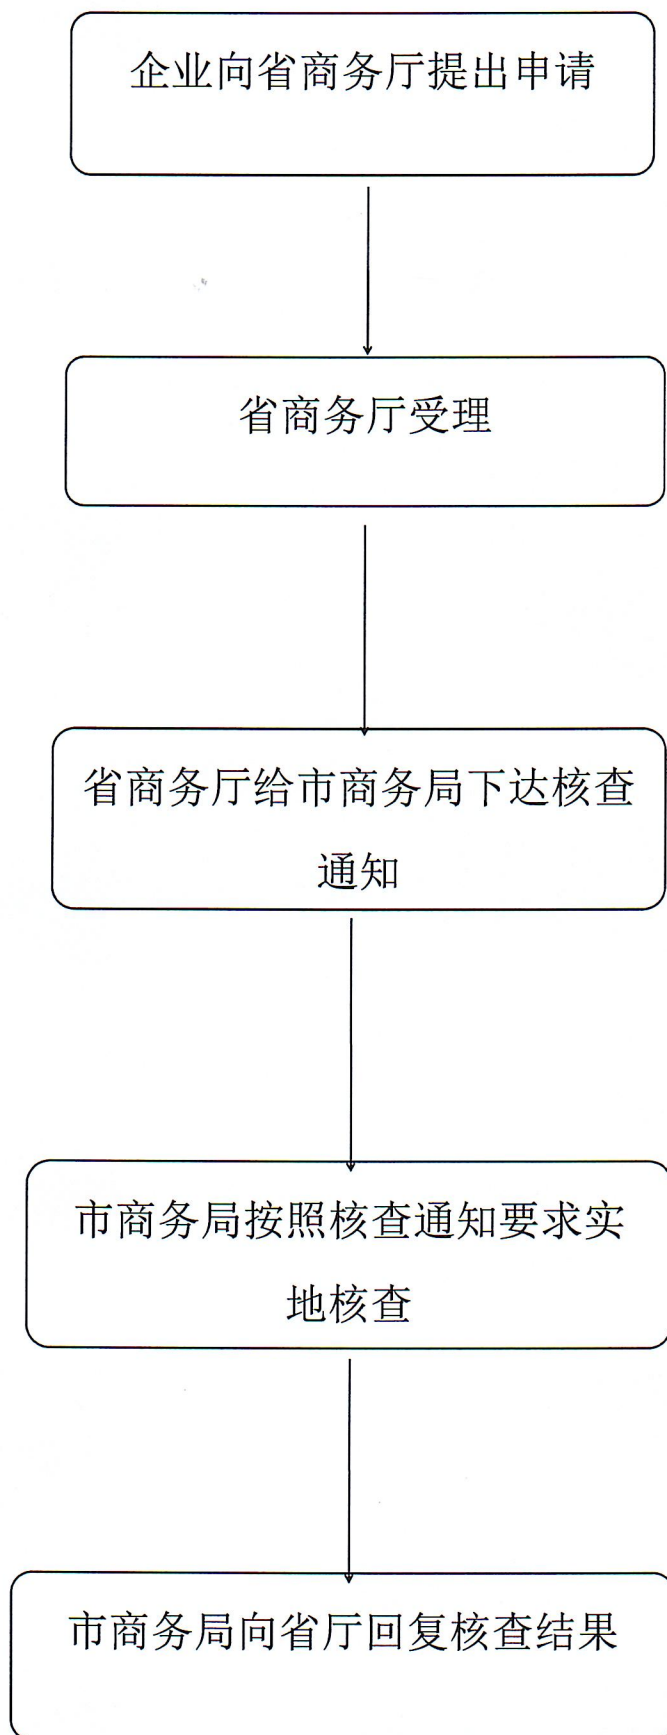 企业向省商务厅提出申请
省商务厅受理
省商务厅给市商务局下达核查
通知
市商务局按照核查通知要求实
地核查
市商务局向省厅回复核查结果